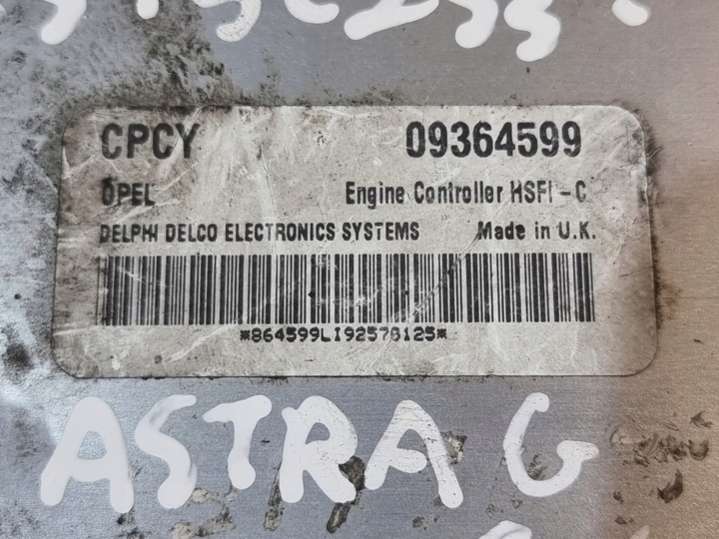 CPCY 09364599
OPEL Engine Controller HSFI-C
DELPHI DELCO ELECTRONICS SYSTEMS Made in U.K.
*864599LI92578125*
ASTRA G